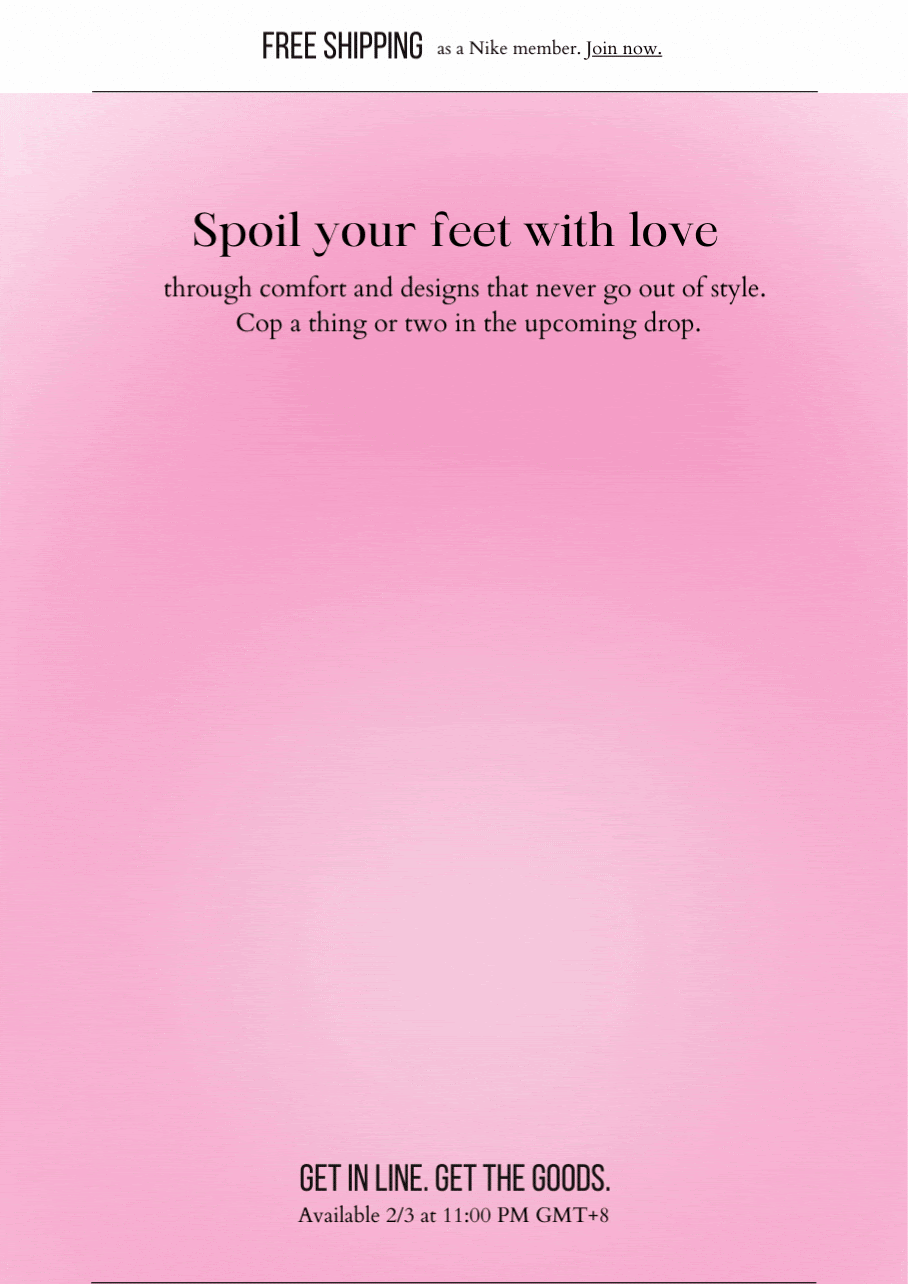 FREE SHIPPING as a Nike member. Join now.
Spoil your feet with love
through comfort and designs that never go out of style.
Cop a thing or two in the upcoming drop.
GET IN LINE. GET THE GOODS.
Available 2/3 at 11:00 PM GMT+8